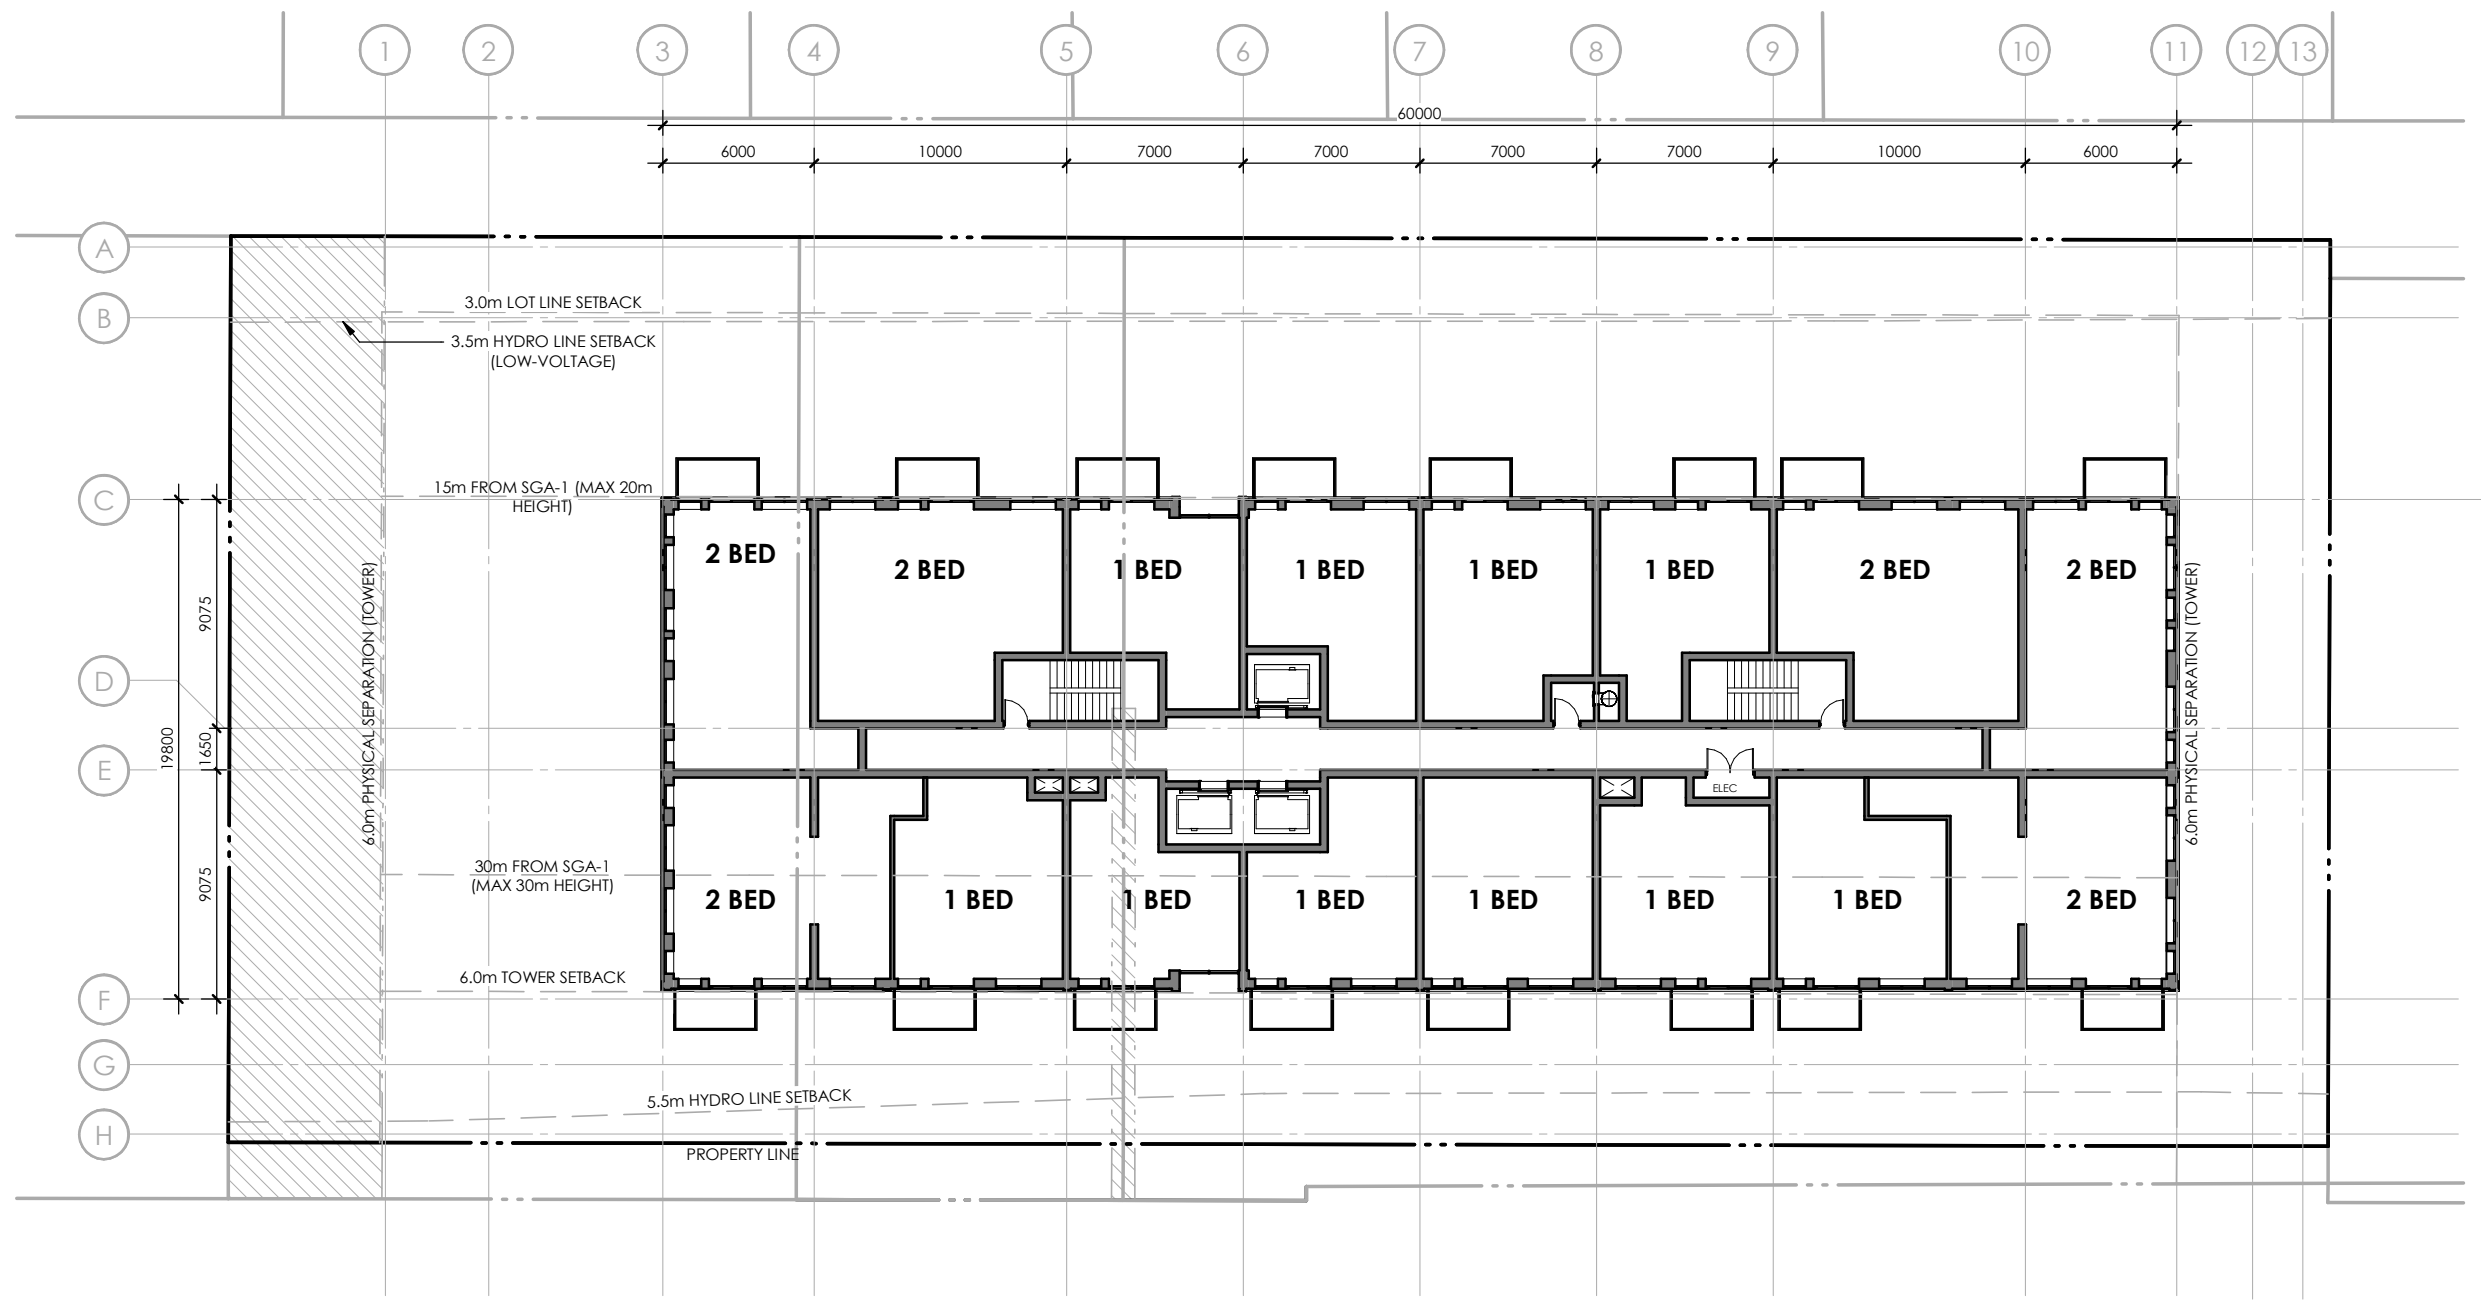 1 2 3 4 5 6 7 8 9 10 11 12 13
60000
6000 10000 7000 7000 7000 7000 10000 6000
A
B
C
D
E
F
G
H
3.0m LOT LINE SETBACK
3.5m HYDRO LINE SETBACK
(LOW-VOLTAGE)
15m FROM SGA-1 (MAX 20m
HEIGHT)
9075
1650
9075
19800
6.0m PHYSICAL SEPARATION (TOWER)
2 BED 2 BED 1 BED 1 BED 1 BED 1 BED 2 BED 2 BED
6.0m PHYSICAL SEPARATION (TOWER)
ELEC
30m FROM SGA-1
(MAX 30m HEIGHT)
2 BED 1 BED 1 BED 1 BED 1 BED 1 BED 1 BED 2 BED
6.0m TOWER SETBACK
5.5m HYDRO LINE SETBACK
PROPERTY LINE